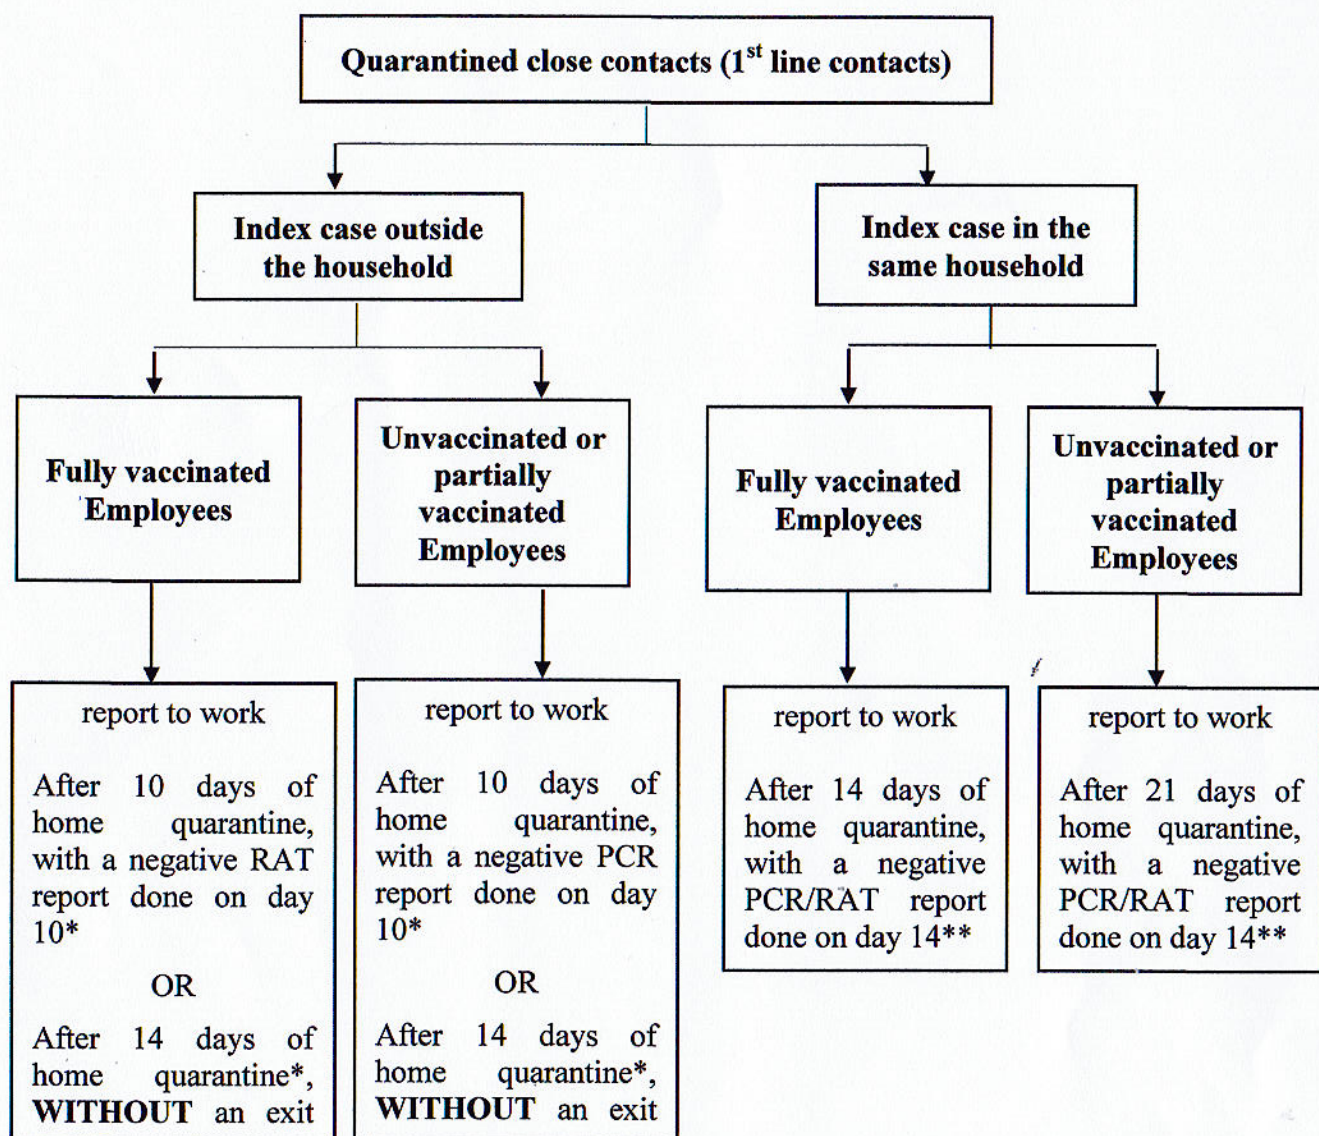 Quarantined close contacts (1st line contacts)
Index case outside
the household
Index case in the
same household
Fully vaccinated
Employees
Unvaccinated or
partially
vaccinated
Employees
Fully vaccinated
Employees
Unvaccinated or
partially
vaccinated
Employees
report to work
After 10 days of
home quarantine,
with a negative RAT
report done on day
10*
OR
After 14 days of
home quarantine*,
WITHOUT an exit
report to work
After 10 days of
home quarantine,
with a negative PCR
report done on day
10*
OR
After 14 days of
home quarantine*,
WITHOUT an exit
report to work
After 14 days of
home quarantine,
with a negative
PCR/RAT report
done on day 14**
report to work
After 21 days of
home quarantine,
with a negative
PCR/RAT report
done on day 14**